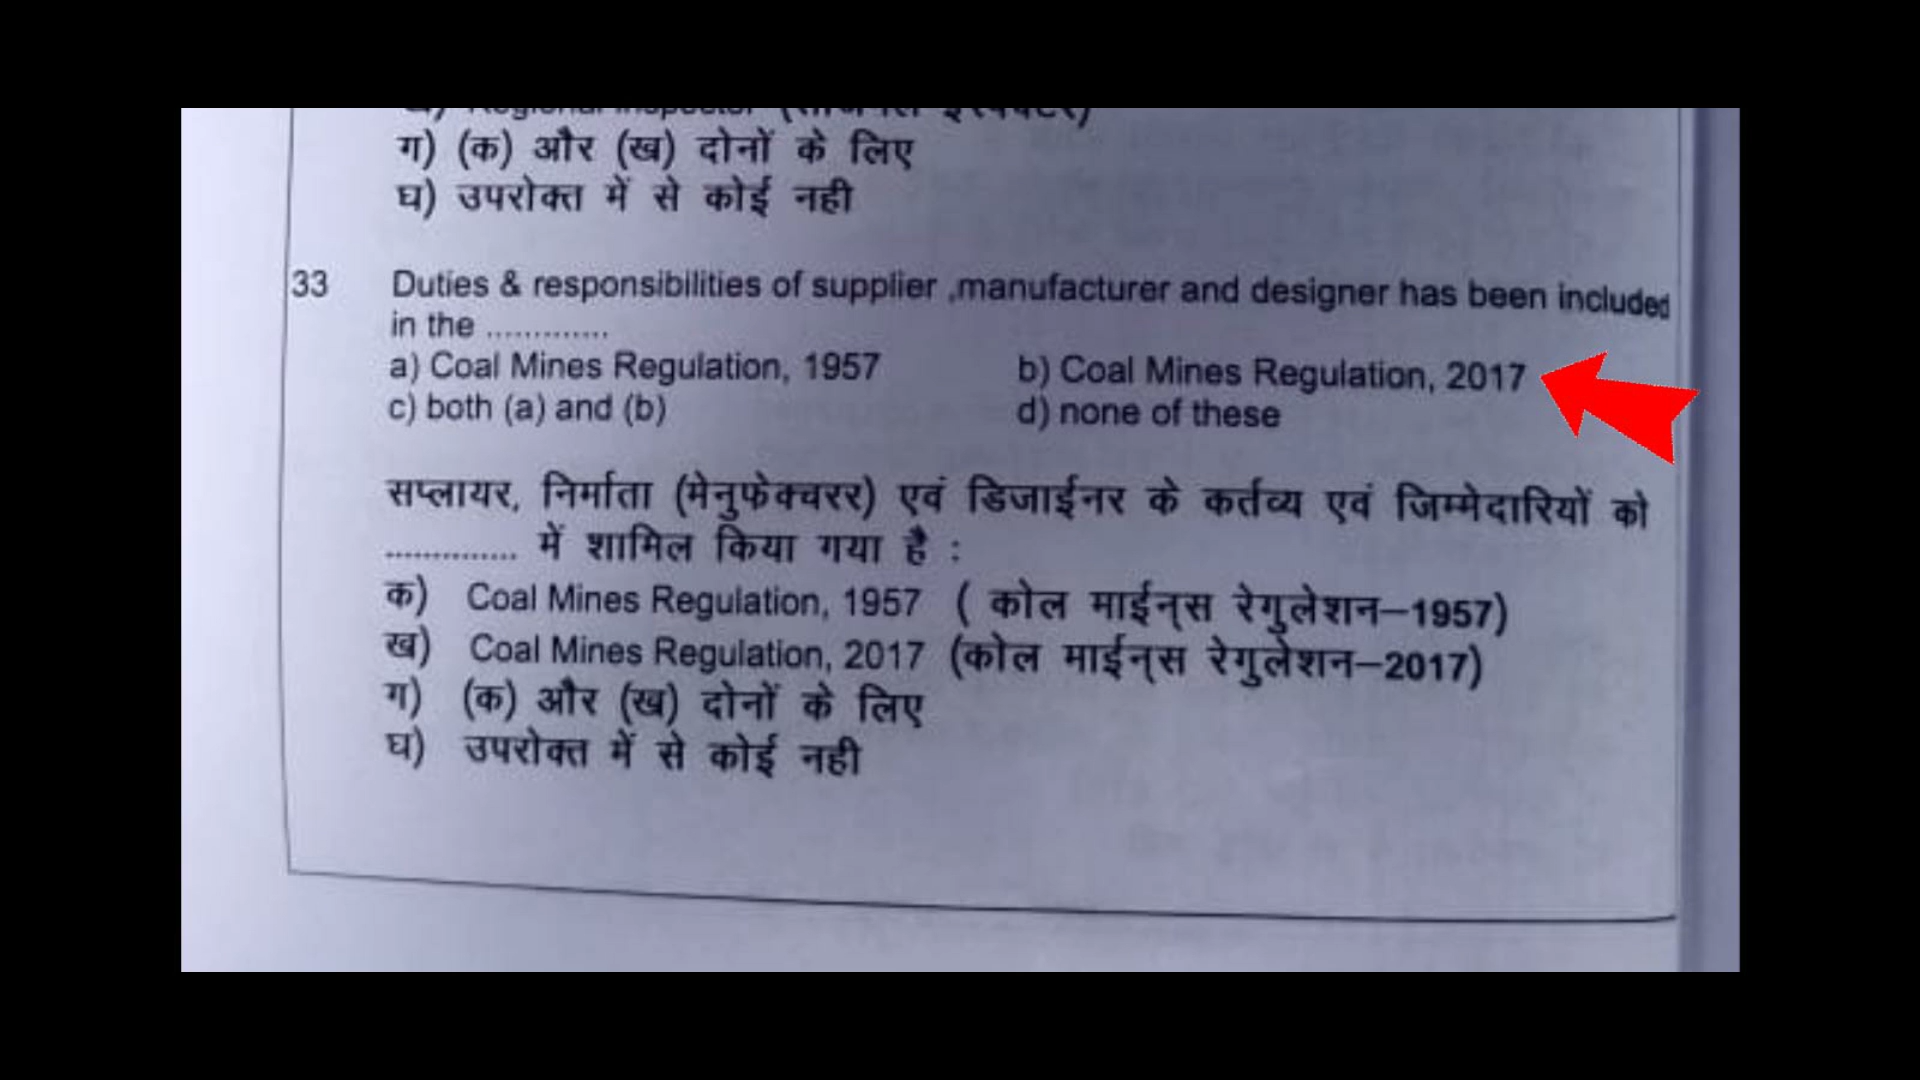 ग) (क) और (ख) दोनों के लिए
घ) उपरोक्त में से कोई नही
33 Duties & responsibilities of supplier ,manufacturer and designer has been included
in the .............
a) Coal Mines Regulation, 1957 b) Coal Mines Regulation, 2017
c) both (a) and (b) d) none of these
सप्लायर, निर्माता (मेनुफेक्चरर) एवं डिजाईनर के कर्तव्य एवं जिम्मेदारियों को
.............. में शामिल किया गया है :
क) Coal Mines Regulation, 1957 ( कोल माईन्‌स रेगुलेशन–1957)
ख) Coal Mines Regulation, 2017 (कोल माईन्‌स रेगुलेशन–2017)
ग) (क) और (ख) दोनों के लिए
घ) उपरोक्त में से कोई नही